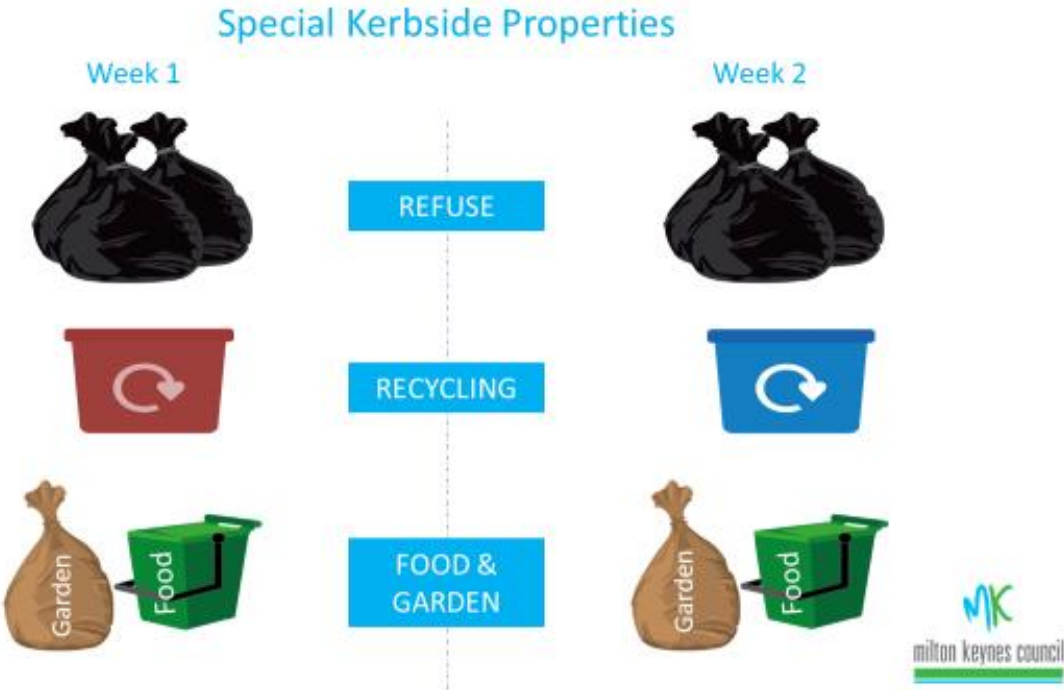 Special Kerbside Properties
Week 1
Week 2
REFUSE
RECYCLING
Garden
Food
FOOD &
GARDEN
Garden
Food
MK
milton keynes council